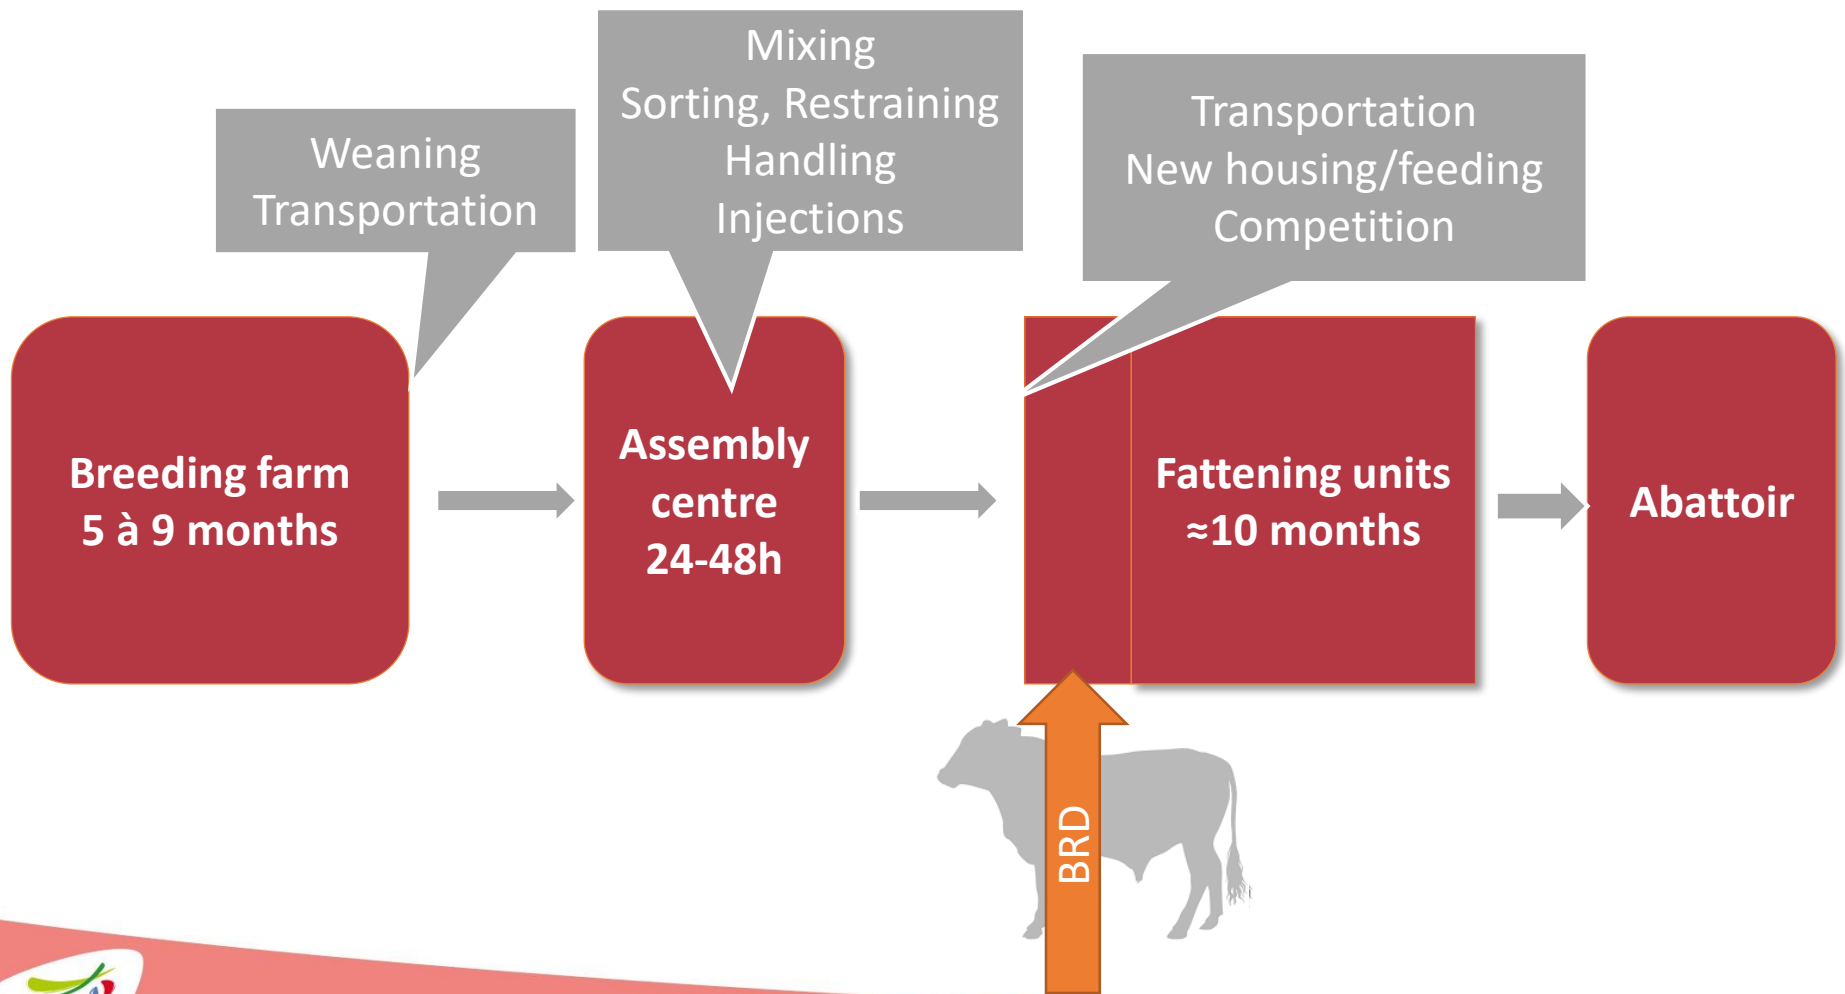 Weaning
Transportation
Mixing
Sorting, Restraining
Handling
Injections
Transportation
New housing/feeding
Competition
Breeding farm
5 à 9 months
Assembly
centre
24-48h
Fattening units
≈10 months
Abattoir
BRD